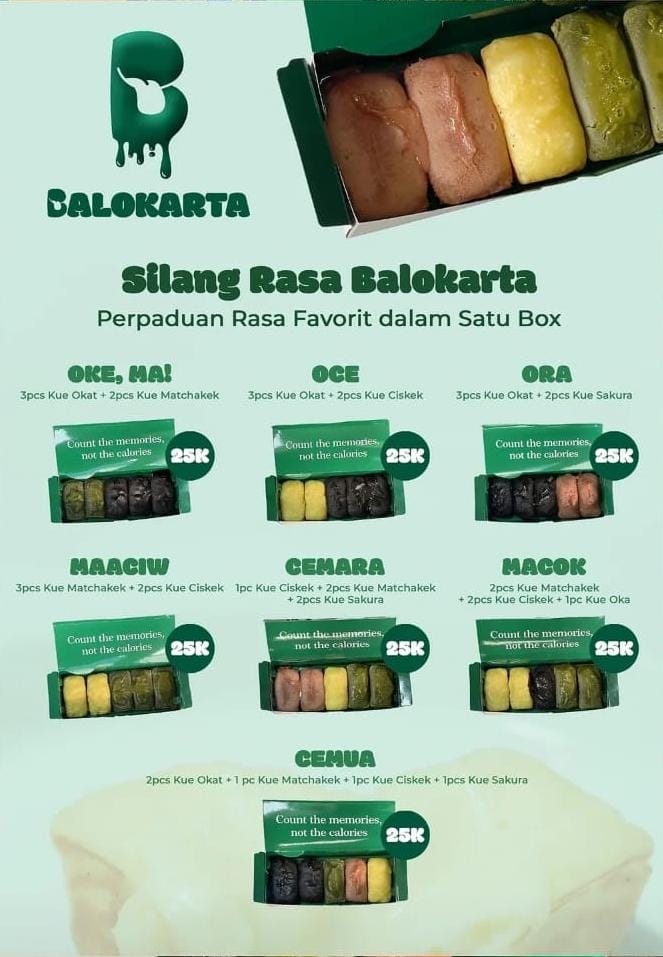 BALOKARTA
Silang Rasa Balokarta
Perpaduan Rasa Favorit dalam Satu Box
OKE, MA!
3pcs Kue Okat + 2pcs Kue Matchakek
Count the memories,
not the calories
25K
OCE
3pcs Kue Okat + 2pcs Kue Ciskek
Count the memories,
not the calories
25K
ORA
3pcs Kue Okat + 2pcs Kue Sakura
Count the memories,
not the calories
25K
MAACIW
3pcs Kue Matchakek + 2pcs Kue Ciskek
Count the memories,
not the calories
25K
CEMARA
1pc Kue Ciskek + 2pcs Kue Matchakek
+ 2pcs Kue Sakura
Count the memories,
not the calories
25K
MACOK
2pcs Kue Matchakek
+ 2pcs Kue Ciskek + 1pc Kue Oka
Count the memories,
not the calories
25K
CEMUA
2pcs Kue Okat + 1 pc Kue Matchakek + 1pc Kue Ciskek + 1pcs Kue Sakura
Count the memories,
not the calories
25K